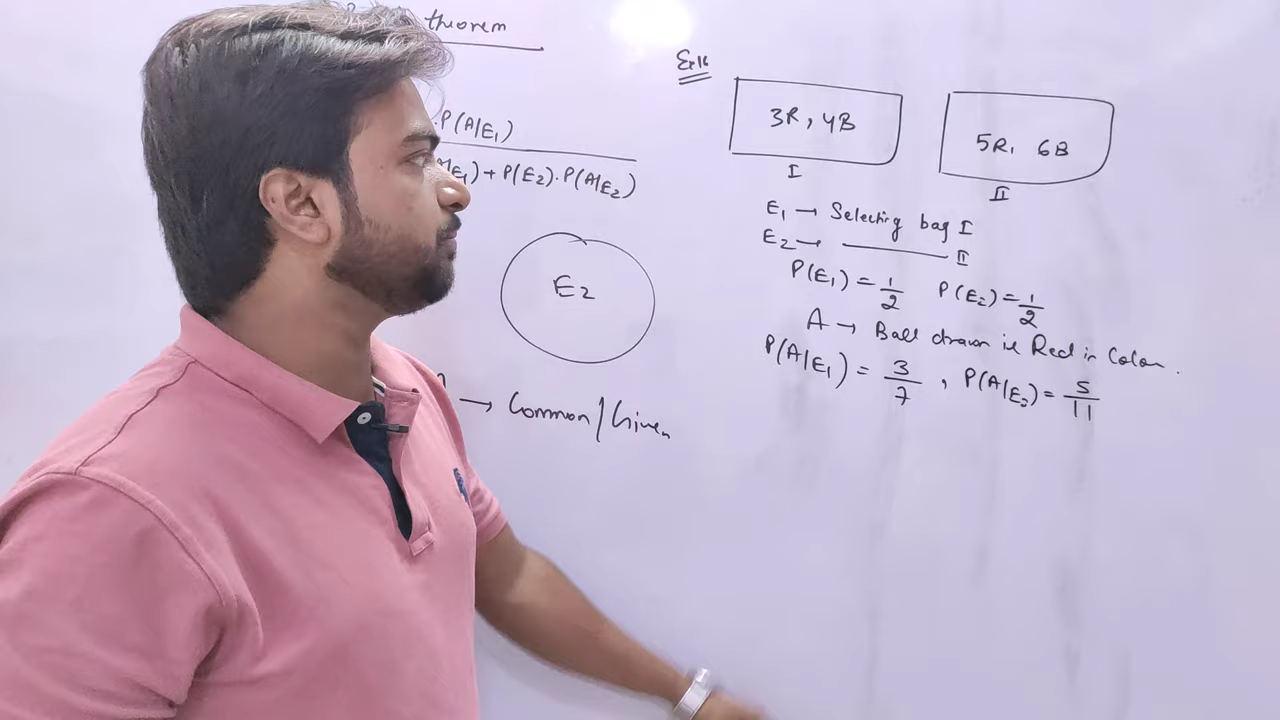 theorem
.P(A|E₁)
E₁) + P(E₂).P(A|E₂)
E₂
→ Common/Given
Ex16
3R, 4B
I
5R, 6B
II
E₁ → Selecting bag I
E₂ → ——— II
P(E₁) = 1/2 P(E₂) = 1/2
A → Ball drawn is Red in Color.
P(A|E₁) = 3/7, P(A|E₂) = 5/11